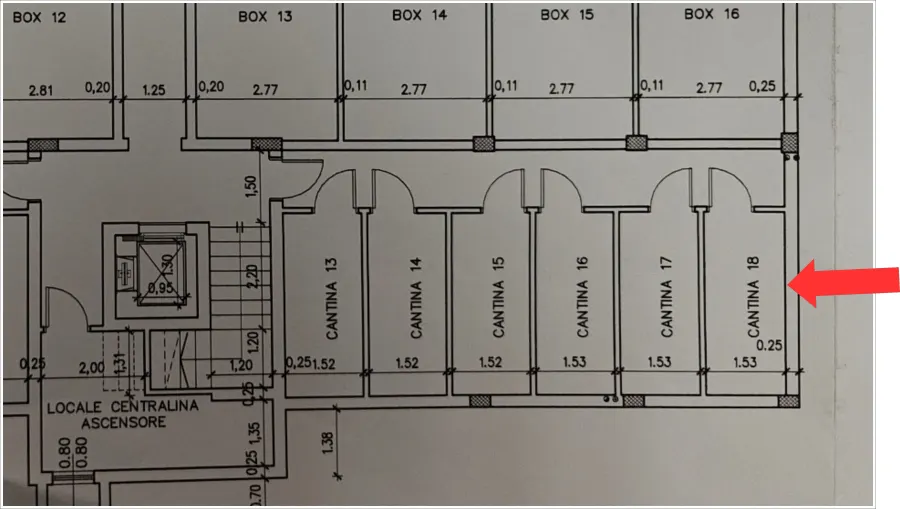 BOX 12
BOX 13
BOX 14
BOX 15
BOX 16
2.81
0,20
1.25
0,20
2.77
0,11
2.77
0,11
2.77
0,11
2.77
0,25
1,50
2,20
1.30
0,95
CANTINA 13
CANTINA 14
CANTINA 15
CANTINA 16
CANTINA 17
CANTINA 18
0.25
0.25
2,00
1,31
1,20
1.20
0,25
1.52
1.52
1.52
1.53
1.53
1.53
LOCALE CENTRALINA
ASCENSORE
0.25
1,35
1.38
0.80
0.80
0.25
0.70